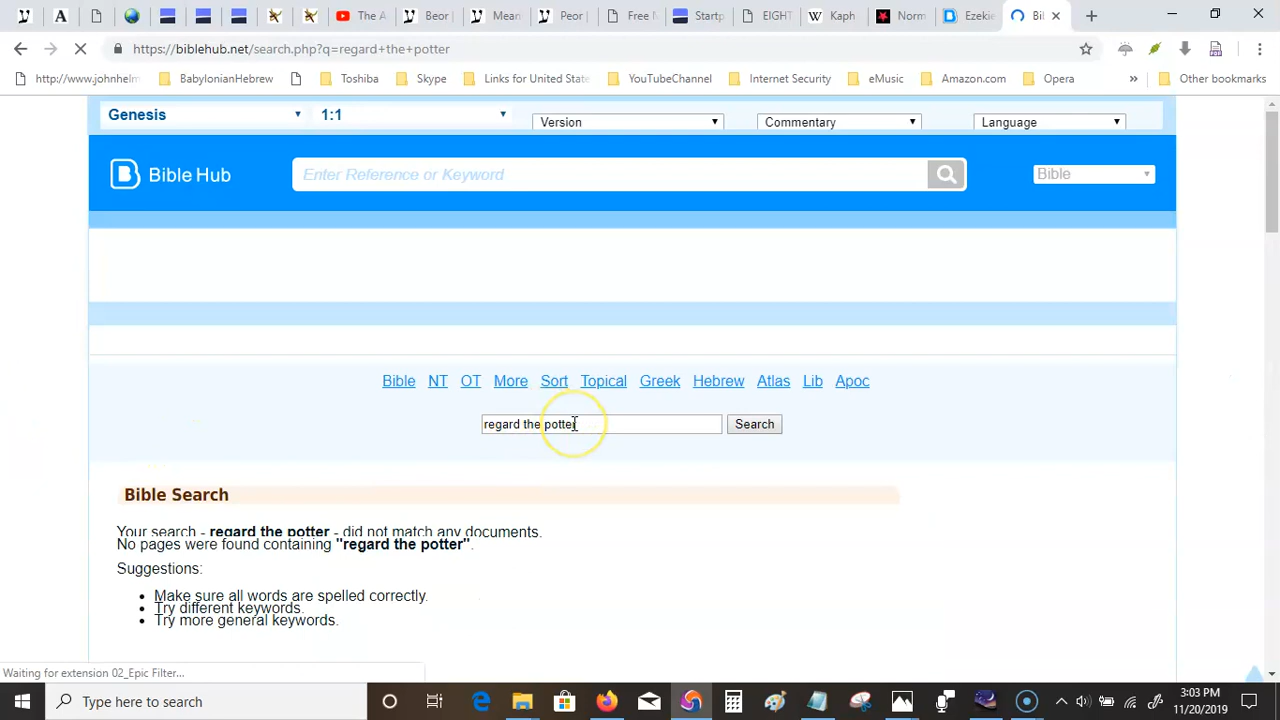 The A
Beor |
Mean
Peor |
Free D
Startp
EIGHT
Graph
Norm
Ezekie
Bib
https://biblehub.net/search.php?q=regard+the+potter
http://www.johnhelm
BabylonianHebrew
Toshiba
Skype
Links for United Stat
YouTubeChannel
Internet Security
eMusic
Amazon.com
Opera
»
Other bookmarks
Genesis
1:1
Version
Commentary
Language
Bible Hub
Enter Reference or Keyword
Bible
Bible NT OT More Sort Topical Greek Hebrew Atlas Lib Apoc
regard the potter
Search
Bible Search
Your search - regard the potter - did not match any documents.
No pages were found containing "regard the potter".
Suggestions:
• Make sure all words are spelled correctly.
• Try different keywords.
• Try more general keywords.
Waiting for extension 02_Epic Filter...
Type here to search
3:03 PM
11/20/2019